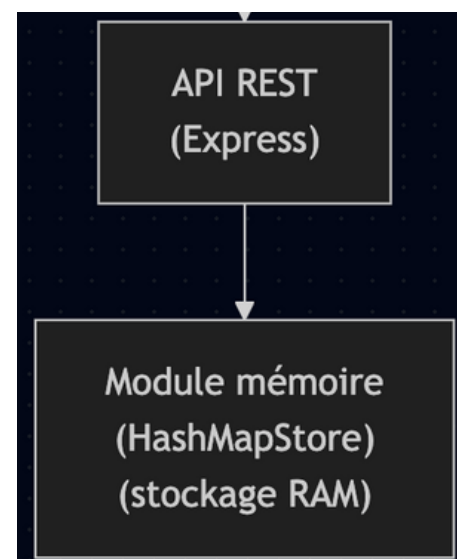 API REST
(Express)
Module mémoire
(HashMapStore)
(stockage RAM)